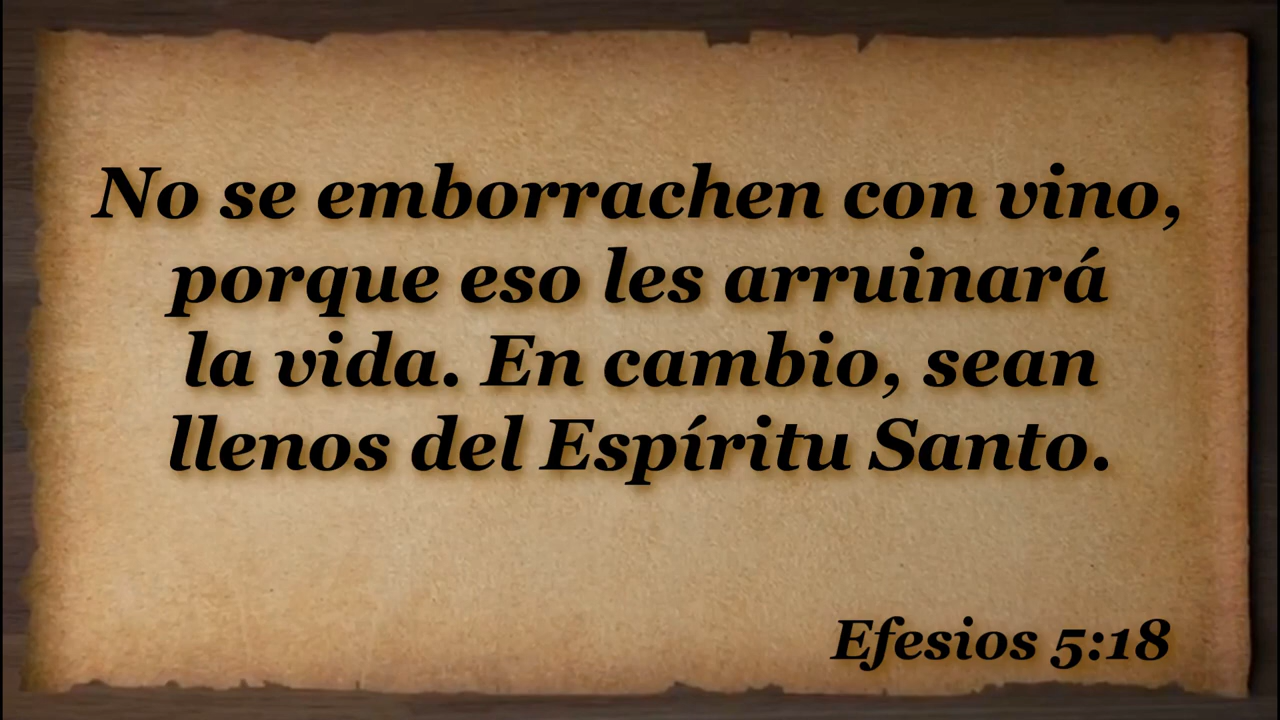 No se emborrachen con vino,
porque eso les arruinará
la vida. En cambio, sean
llenos del Espíritu Santo.
Efesios 5:18